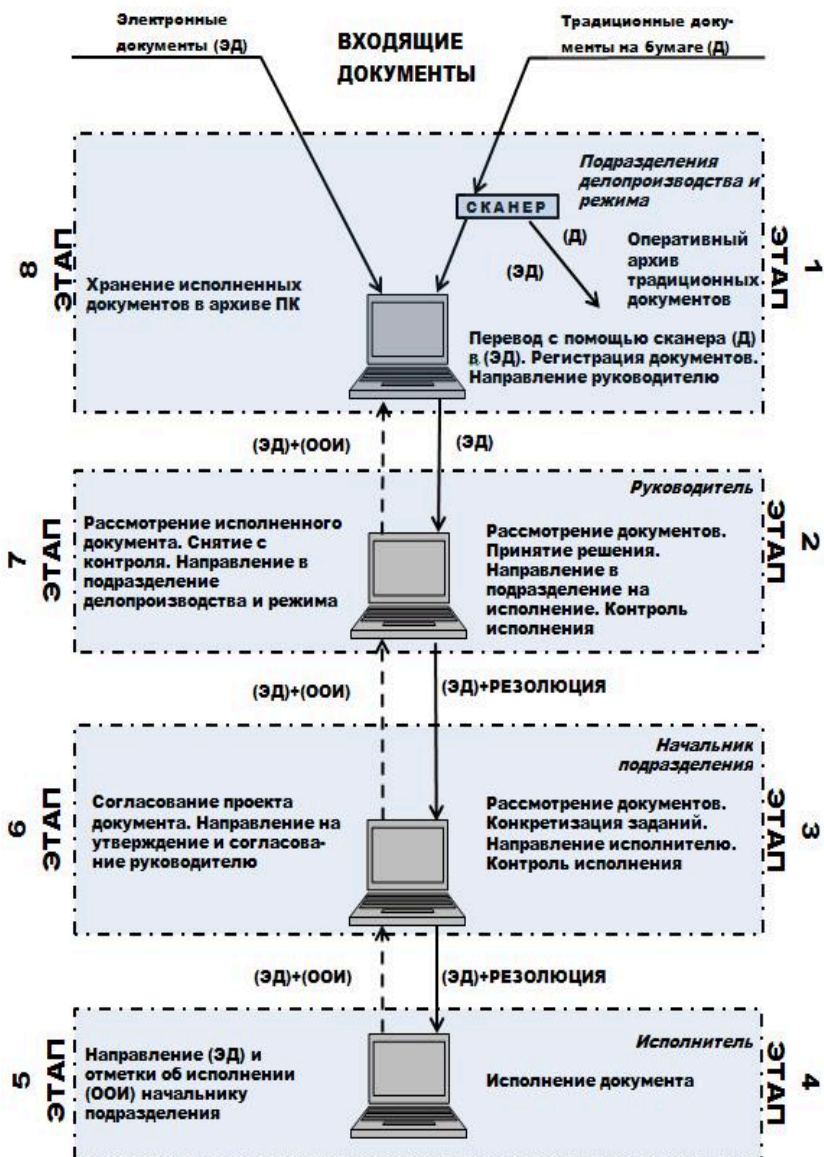 Электронные
документы (ЭД)
ВХОДЯЩИЕ
ДОКУМЕНТЫ
Традиционные доку-
менты на бумаге (Д)
Подразделения
делопроизводства и
режима
СКАНЕР
(Д)
(ЭД)
Оперативный
архив
традиционных
документов
ЭТАП 8
Хранение исполненных
документов в архиве ПК
ЭТАП 1
Перевод с помощью сканера (Д)
в (ЭД). Регистрация документов.
Направление руководителю
(ЭД)+(ООИ)
(ЭД)
Руководитель
ЭТАП 7
Рассмотрение исполненного
документа. Снятие с
контроля. Направление в
подразделение
делопроизводства и режима
ЭТАП 2
Рассмотрение документов.
Принятие решения.
Направление в
подразделение на
исполнение. Контроль
исполнения
(ЭД)+(ООИ)
(ЭД)+РЕЗОЛЮЦИЯ
Начальник
подразделения
ЭТАП 6
Согласование проекта
документа. Направление на
утверждение и согласова-
ние руководителю
ЭТАП 3
Рассмотрение документов.
Конкретизация заданий.
Направление исполнителю.
Контроль исполнения
(ЭД)+(ООИ)
(ЭД)+РЕЗОЛЮЦИЯ
Исполнитель
ЭТАП 5
Направление (ЭД) и
отметки об исполнении
(ООИ) начальнику
подразделения
ЭТАП 4
Исполнение документа